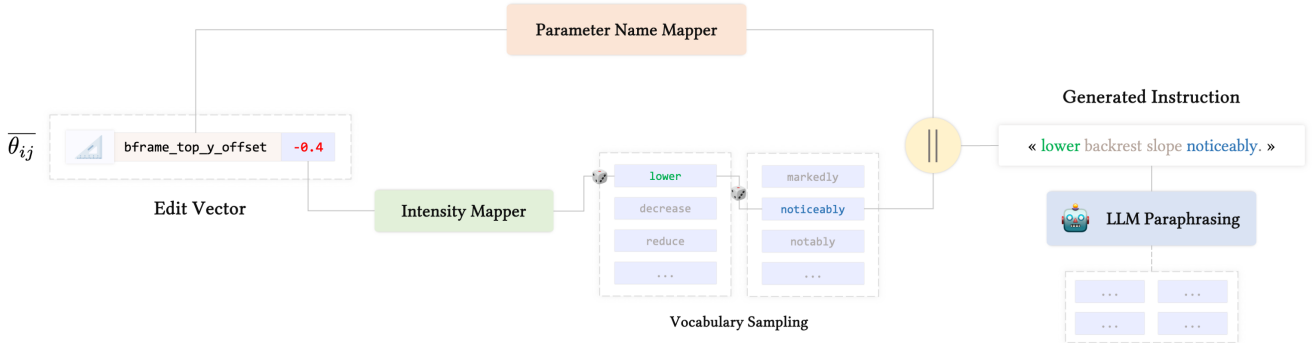 Parameter Name Mapper
Generated Instruction
θij
bframe_top_y_offset -0.4
« lower backrest slope noticeably. »
Edit Vector
Intensity Mapper
lower
decrease
reduce
...
markedly
noticeably
notably
...
||
LLM Paraphrasing
... ...
... ...
Vocabulary Sampling